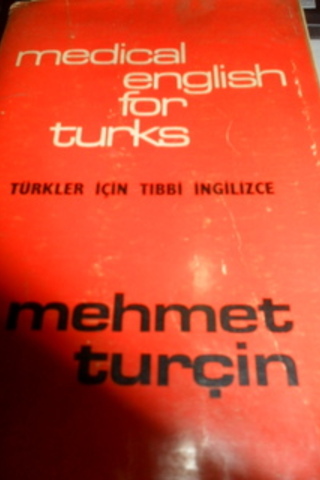 medical
english
for
turks
TÜRKLER İÇİN TIBBİ İNGİLİZCE
mehmet
turçin